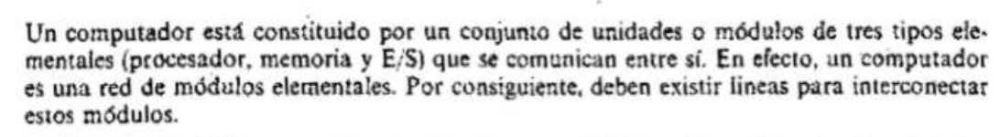 Un computador está constituido por un conjunto de unidades o módulos de tres tipos ele-
mentales (procesador, memoria y E/S) que se comunican entre sí. En efecto, un computador
es una red de módulos elementales. Por consiguiente, deben existir líneas para interconectar
estos módulos.